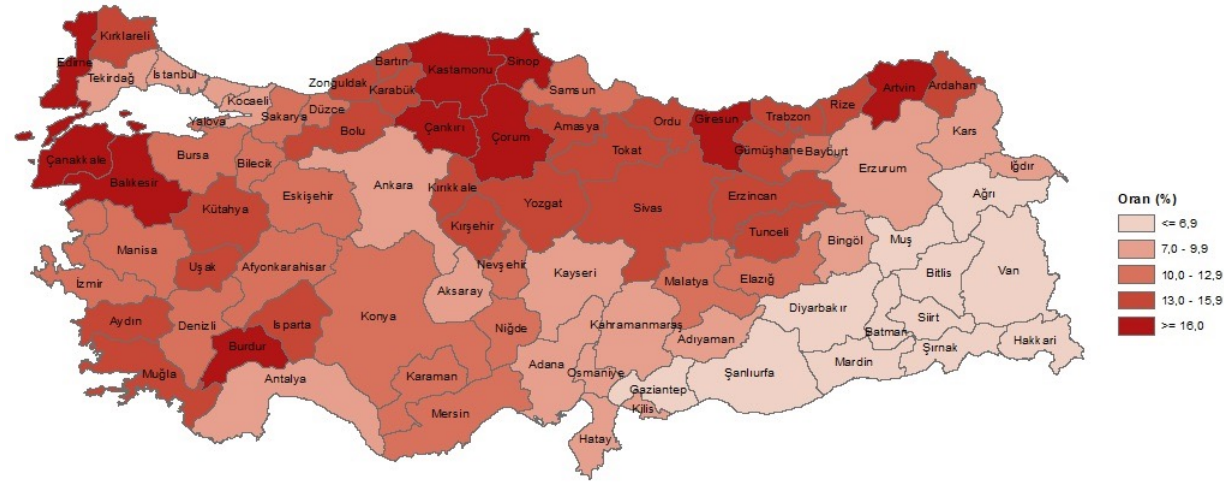 Kırklareli
Edirne
Tekirdağ
İstanbul
Kocaeli
Yalova
Sakarya
Düzce
Zonguldak
Bartın
Karabük
Kastamonu
Sinop
Samsun
Bolu
Çankırı
Çorum
Amasya
Tokat
Ordu
Giresun
Trabzon
Gümüşhane
Rize
Bayburt
Artvin
Ardahan
Kars
Iğdır
Erzurum
Ağrı
Çanakkale
Balıkesir
Bursa
Bilecik
Eskişehir
Ankara
Kırıkkale
Kırşehir
Yozgat
Sivas
Erzincan
Tunceli
Bingöl
Muş
Bitlis
Van
Kütahya
Manisa
Uşak
Afyonkarahisar
İzmir
Aydın
Denizli
Isparta
Burdur
Muğla
Antalya
Konya
Aksaray
Nevşehir
Niğde
Kayseri
Malatya
Elazığ
Diyarbakır
Batman
Siirt
Şırnak
Hakkari
Mardin
Şanlıurfa
Adıyaman
Kahramanmaraş
Gaziantep
Kilis
Osmaniye
Adana
Hatay
Karaman
Mersin
Oran (%)
<= 6,9
7,0 - 9,9
10,0 - 12,9
13,0 - 15,9
>= 16,0